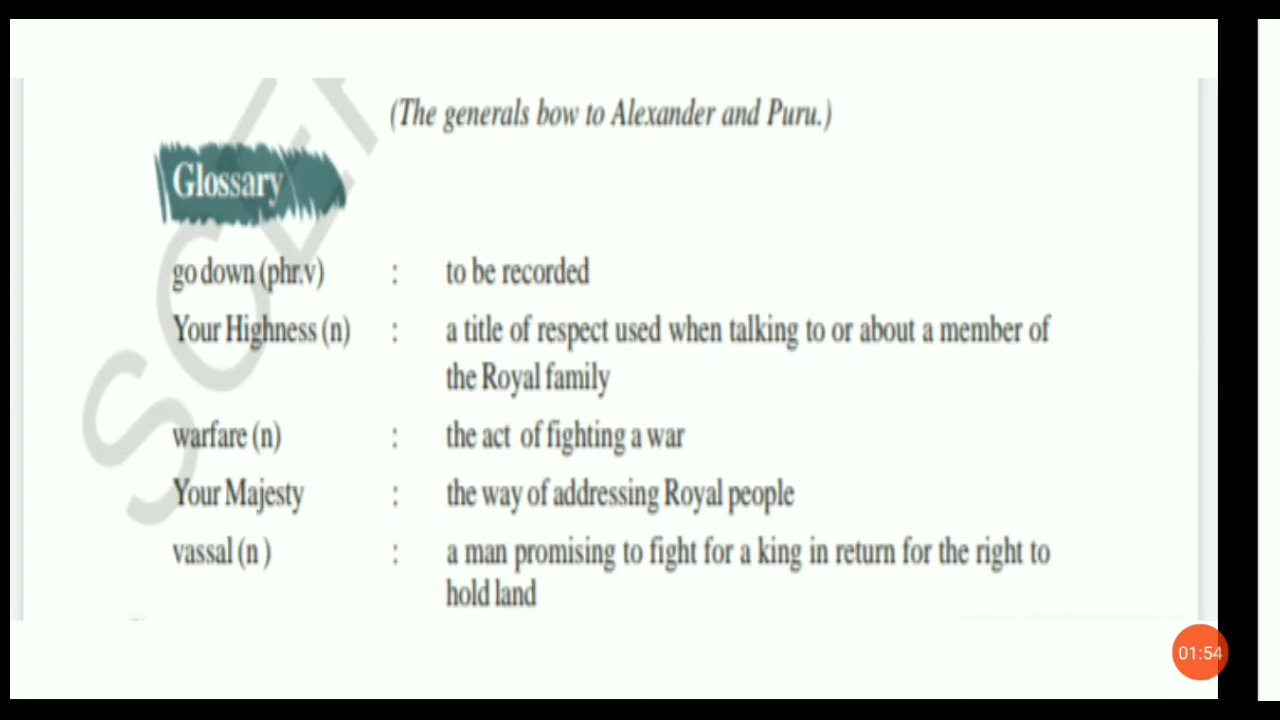 (The generals bow to Alexander and Puru.)
Glossary
go down (phr.v) : to be recorded
Your Highness (n) : a title of respect used when talking to or about a member of
the Royal family
warfare (n) : the act of fighting a war
Your Majesty : the way of addressing Royal people
vassal (n ) : a man promising to fight for a king in return for the right to
hold land
01:54